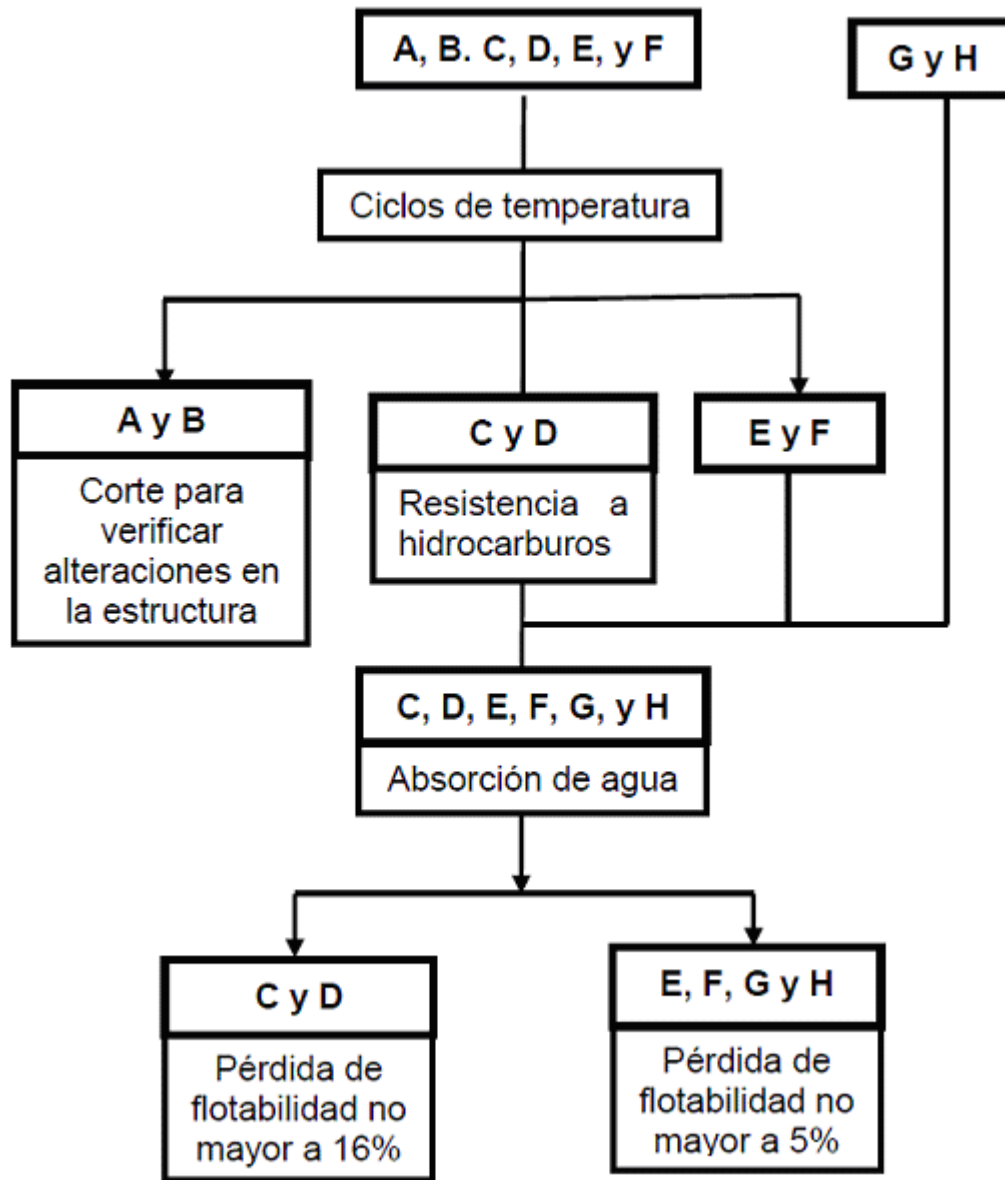 A, B. C, D, E, y F
G y H
Ciclos de temperatura
A y B
Corte para
verificar
alteraciones en
la estructura
C y D
Resistencia a
hidrocarburos
E y F
C, D, E, F, G, y H
Absorción de agua
C y D
Pérdida de
flotabilidad no
mayor a 16%
E, F, G y H
Pérdida de
flotabilidad no
mayor a 5%